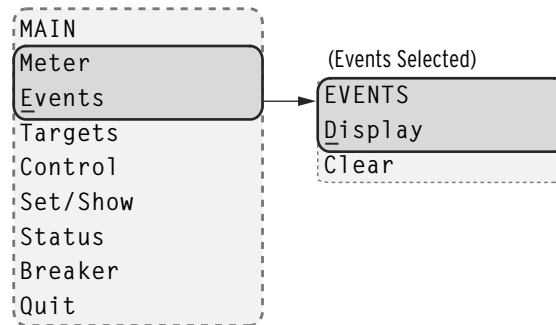 MAIN
Meter
Events
Targets
Control
Set/Show
Status
Breaker
Quit
(Events Selected)
EVENTS
Display
Clear